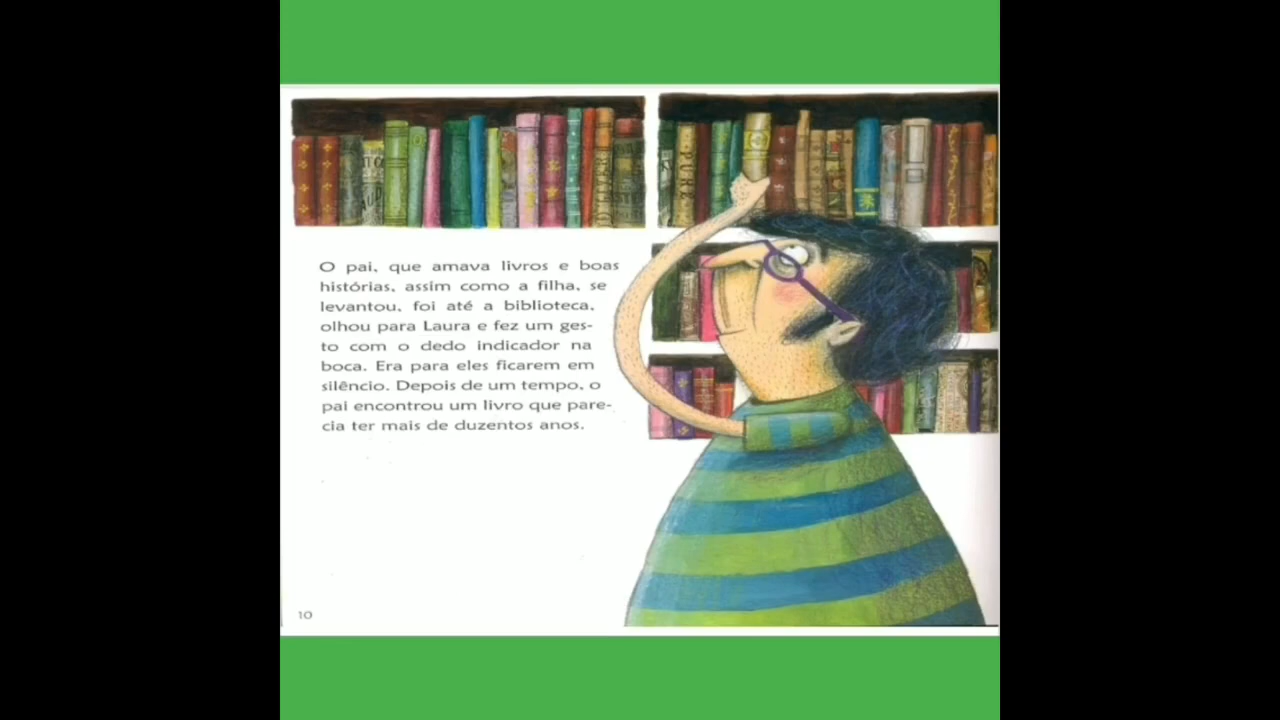 O pai, que amava livros e boas
histórias, assim como a filha, se
levantou, foi até a biblioteca,
olhou para Laura e fez um ges-
to com o dedo indicador na
boca. Era para eles ficarem em
silêncio. Depois de um tempo, o
pai encontrou um livro que pare-
cia ter mais de duzentos anos.
10